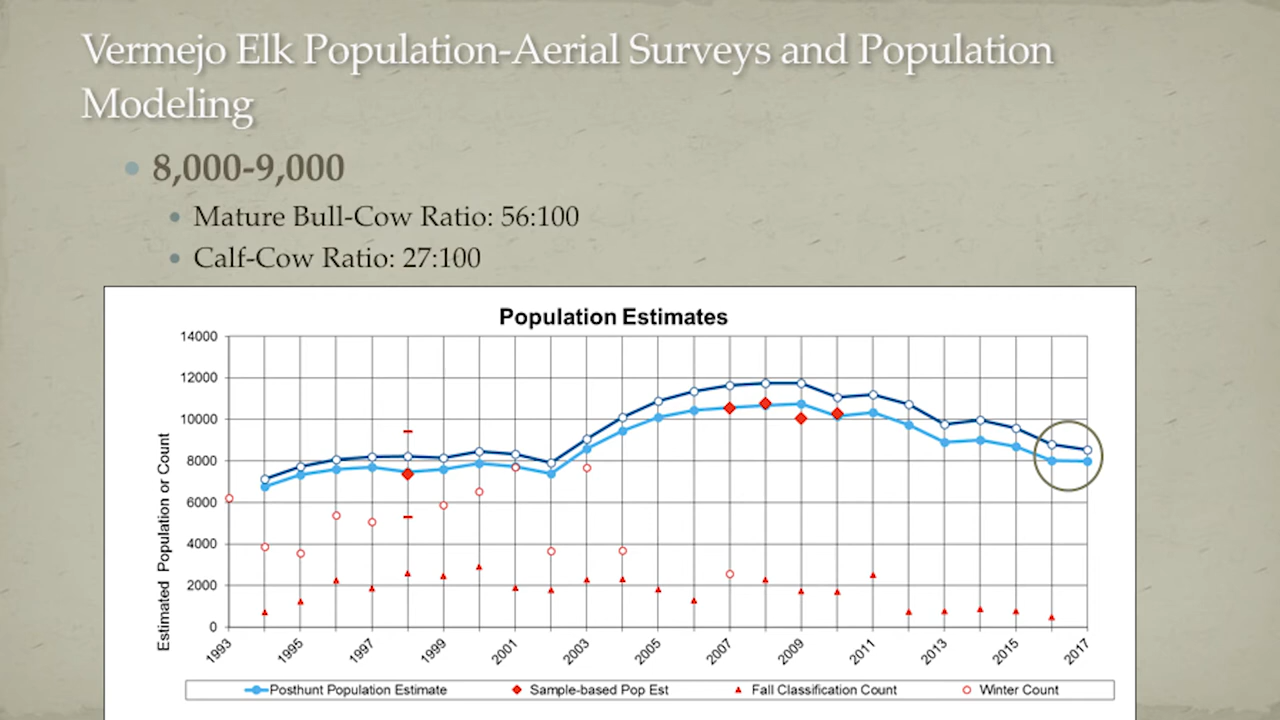 Vermejo Elk Population-Aerial Surveys and Population
Modeling
8,000-9,000
Mature Bull-Cow Ratio: 56:100
Calf-Cow Ratio: 27:100
Population Estimates
Estimated Population or Count
14000
12000
10000
8000
6000
4000
2000
0
1993 1995 1997 1999 2001 2003 2005 2007 2009 2011 2013 2015 2017
Posthunt Population Estimate Sample-based Pop Est Fall Classification Count Winter Count